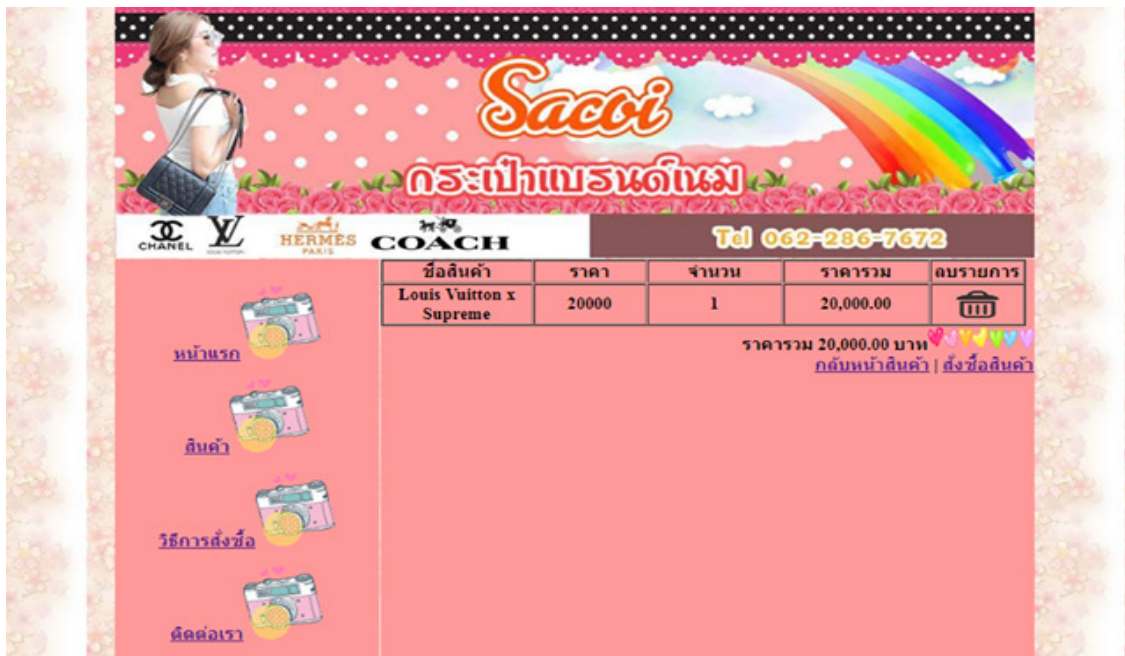 Sacoi
กระเป๋าแบรนด์เนม
CHANEL LOUIS VUITTON HERMES PARIS COACH
Tel 062-286-7672
ชื่อสินค้า ราคา จำนวน ราคารวม ลบรายการ
Louis Vuitton x Supreme 20000 1 20,000.00
ราคารวม 20,000.00 บาท
กลับหน้าสินค้า | สั่งซื้อสินค้า
หน้าแรก
สินค้า
วิธีการสั่งซื้อ
ติดต่อเรา